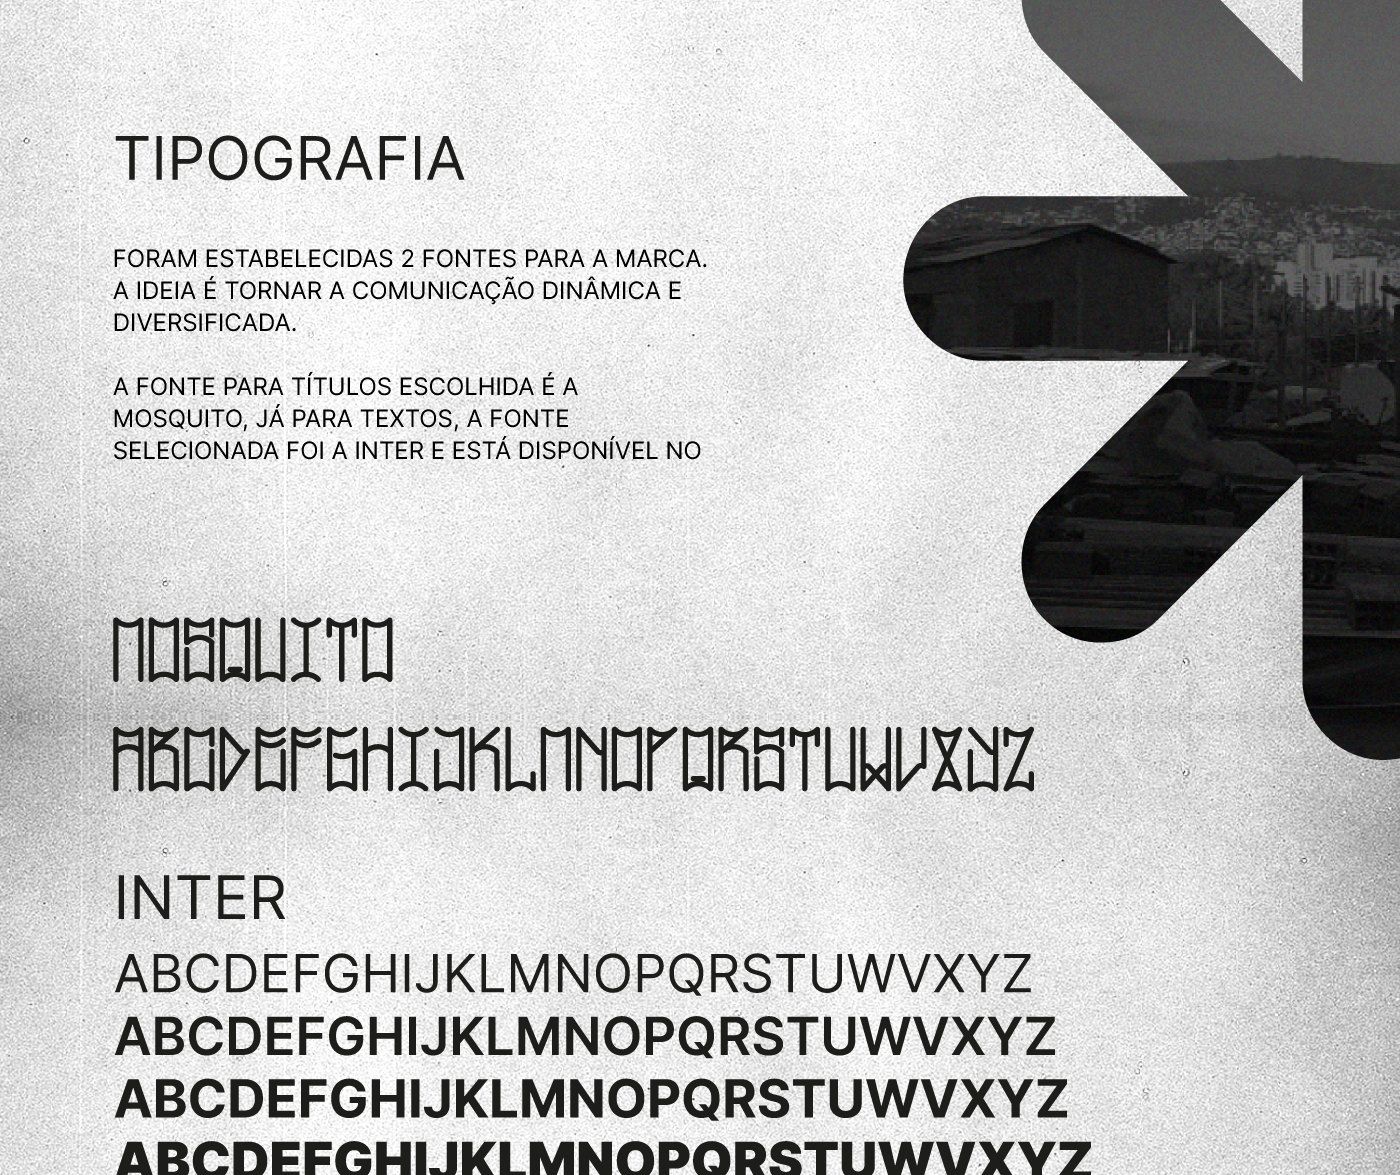 TIPOGRAFIA
FORAM ESTABELECIDAS 2 FONTES PARA A MARCA.
A IDEIA É TORNAR A COMUNICAÇÃO DINÂMICA E
DIVERSIFICADA.
A FONTE PARA TÍTULOS ESCOLHIDA É A
MOSQUITO, JÁ PARA TEXTOS, A FONTE
SELECIONADA FOI A INTER E ESTÁ DISPONÍVEL NO
MOSQUITO
ABCDEFGHIJKLMNOPQRSTUWVXYZ
INTER
ABCDEFGHIJKLMNOPQRSTUWVXYZ
ABCDEFGHIJKLMNOPQRSTUWVXYZ
ABCDEFGHIJKLMNOPQRSTUWVXYZ
ABCDEFGHIJKLMNOPQRSTUWVXYZ